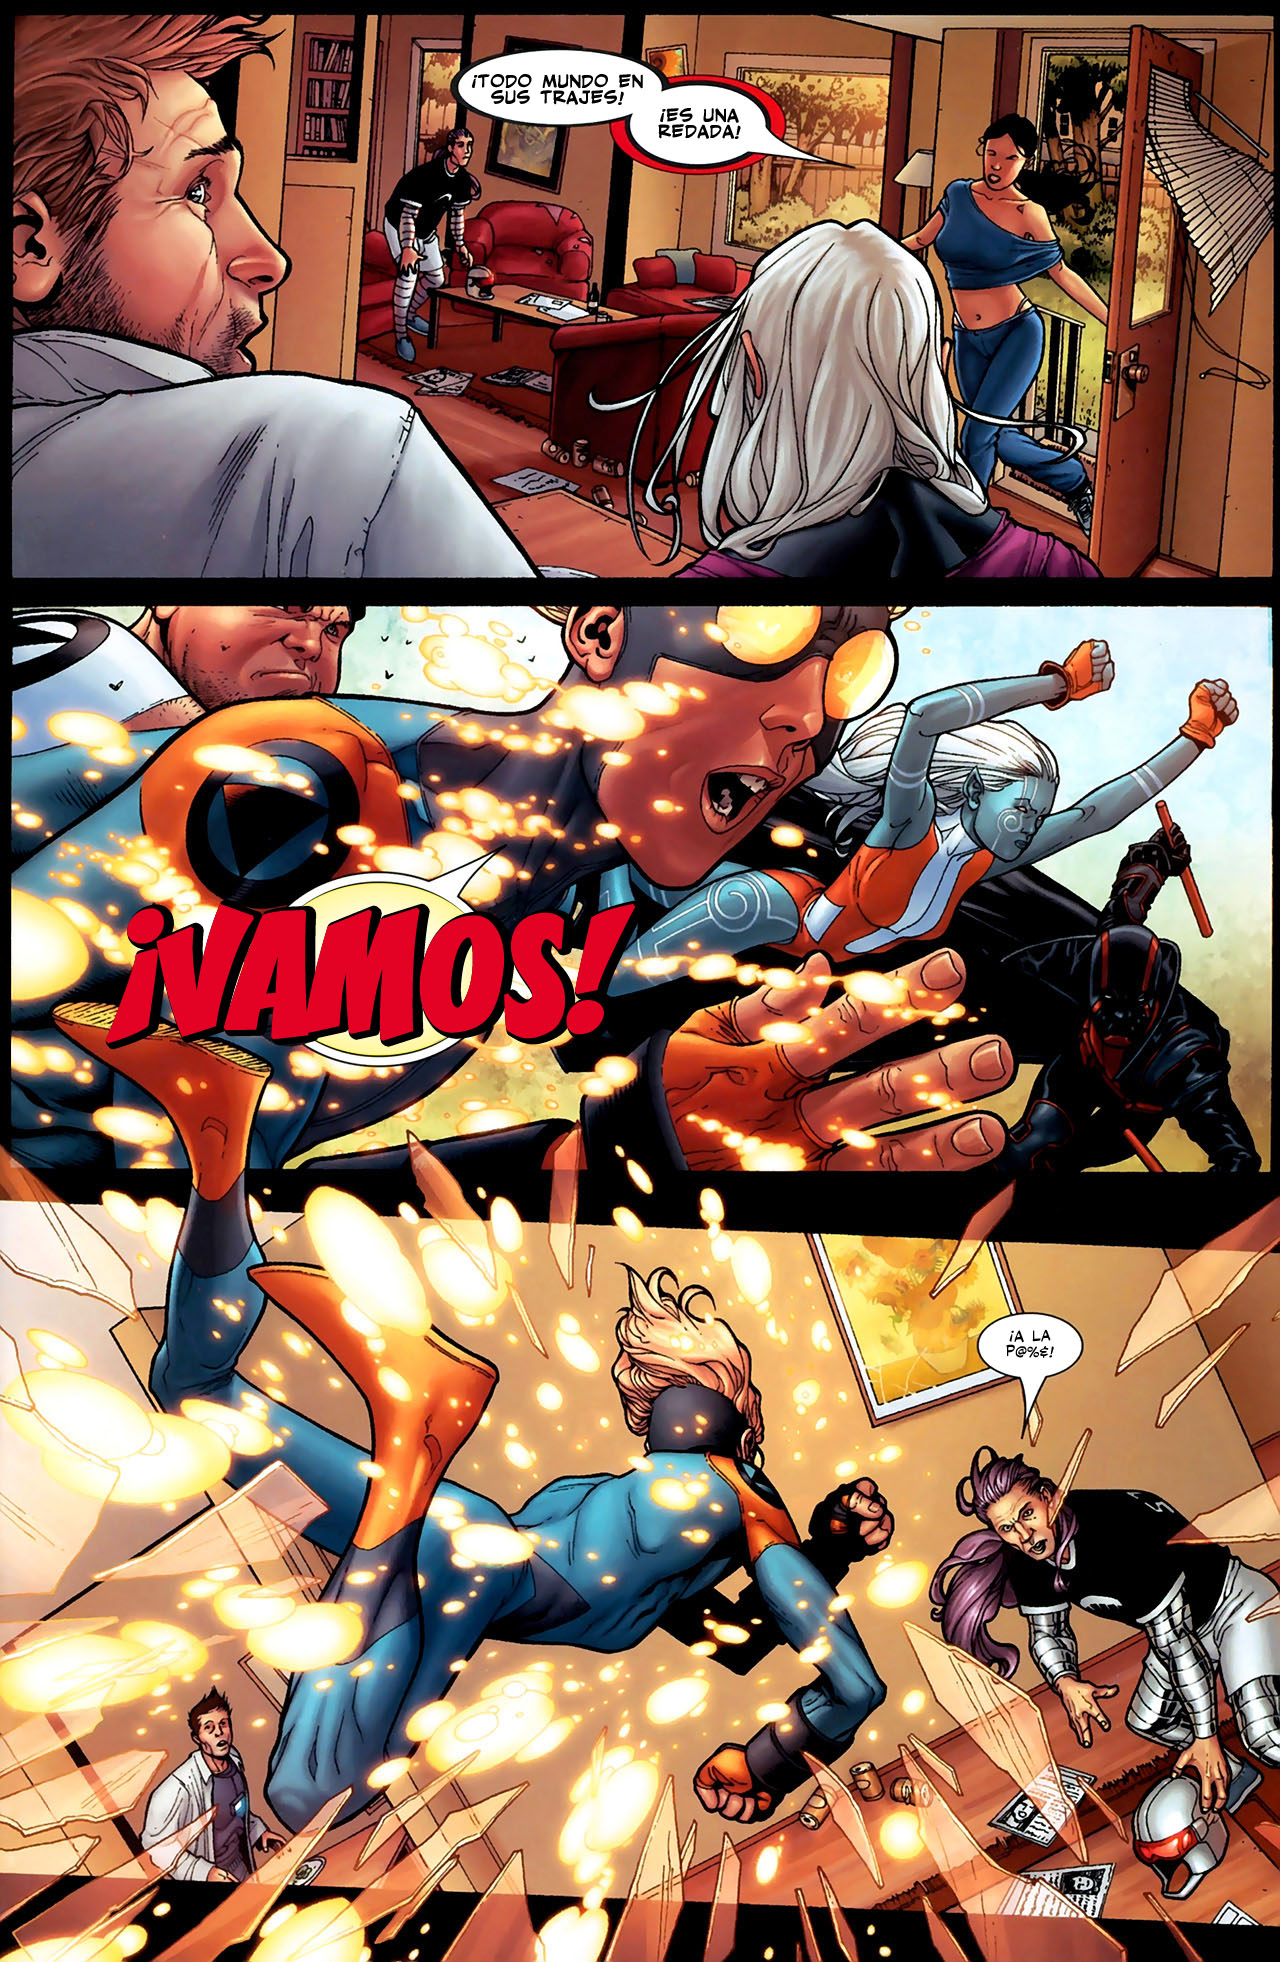 ¡TODO MUNDO EN
SUS TRAJES!
¡ES UNA
REDADA!
¡VAMOS!
¡A LA
P@%¢!